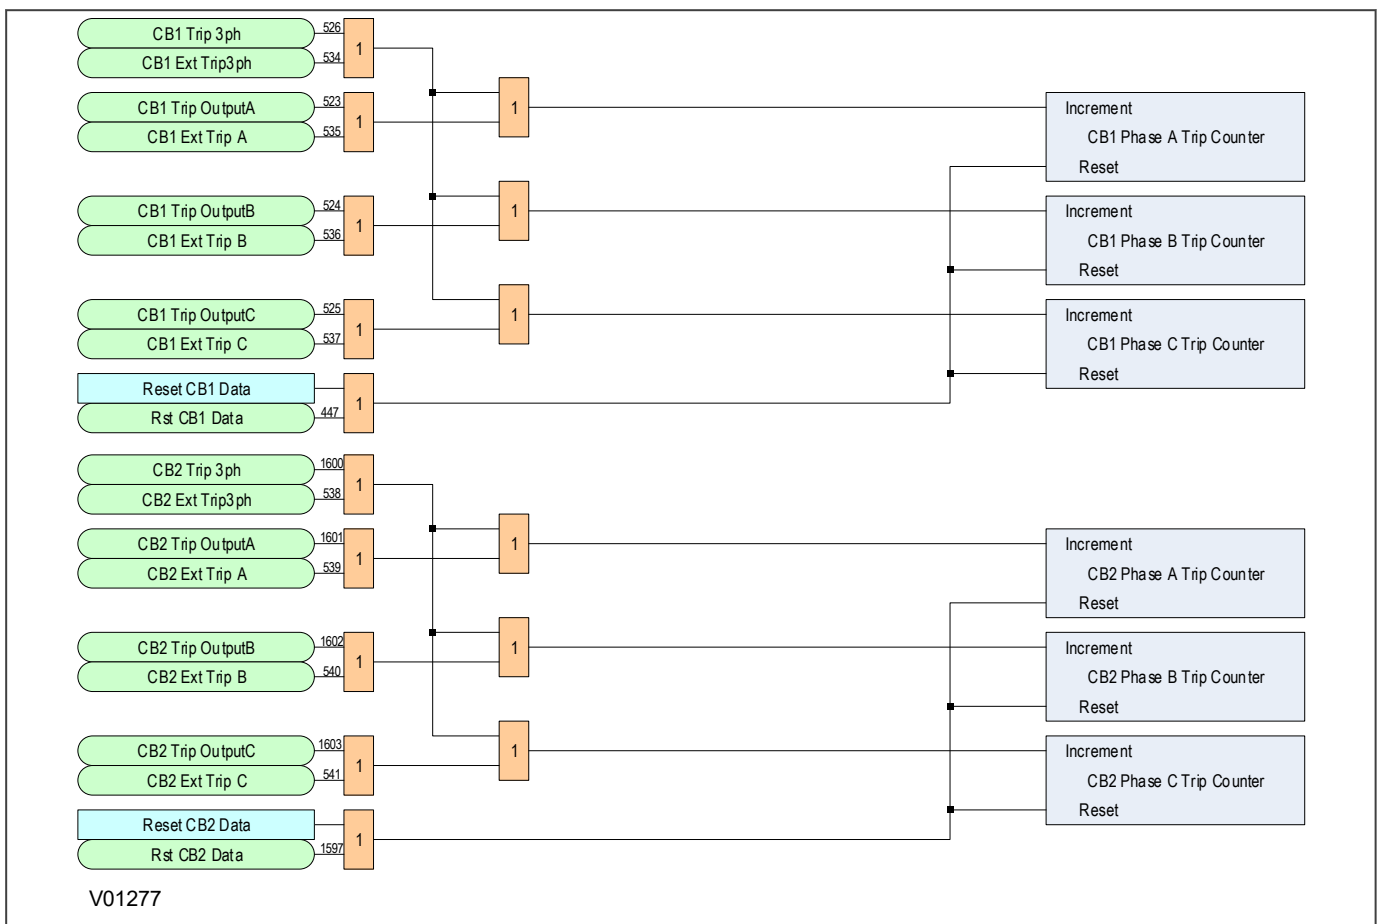 CB1 Trip 3ph 526
CB1 Ext Trip3ph 534
1
CB1 Trip OutputA 523
CB1 Ext Trip A 535
1
1
Increment
CB1 Phase A Trip Counter
Reset
CB1 Trip OutputB 524
CB1 Ext Trip B 536
1
1
Increment
CB1 Phase B Trip Counter
Reset
CB1 Trip OutputC 525
CB1 Ext Trip C 537
1
1
Increment
CB1 Phase C Trip Counter
Reset
Reset CB1 Data
Rst CB1 Data 447
1
CB2 Trip 3ph 1600
CB2 Ext Trip3ph 538
1
CB2 Trip OutputA 1601
CB2 Ext Trip A 539
1
1
Increment
CB2 Phase A Trip Counter
Reset
CB2 Trip OutputB 1602
CB2 Ext Trip B 540
1
1
Increment
CB2 Phase B Trip Counter
Reset
CB2 Trip OutputC 1603
CB2 Ext Trip C 541
1
1
Increment
CB2 Phase C Trip Counter
Reset
Reset CB2 Data
Rst CB2 Data 1597
1
V01277